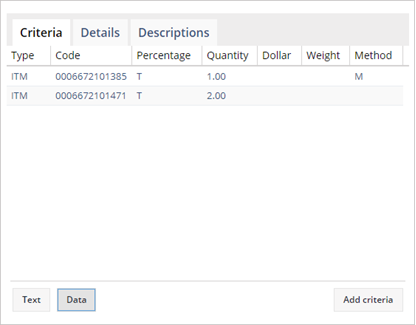 Criteria Details Descriptions
Type Code Percentage Quantity Dollar Weight Method
ITM 0006672101385 T 1.00 M
ITM 0006672101471 T 2.00
Text Data Add criteria